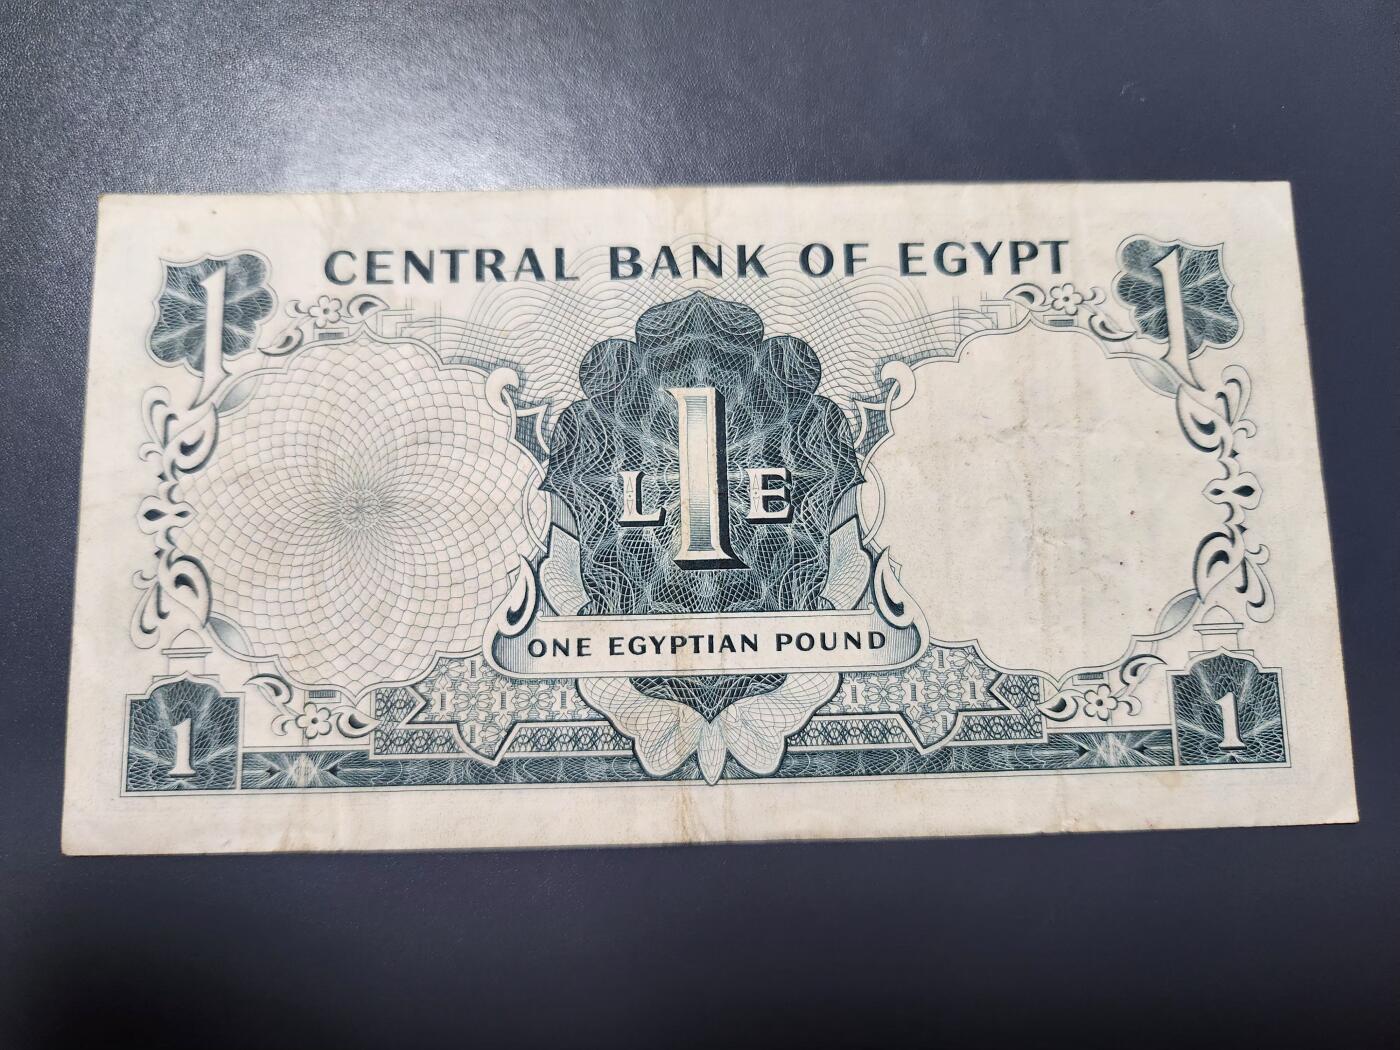 CENTRAL BANK OF EGYPT
1 1
L 1 E
ONE EGYPTIAN POUND
1 1